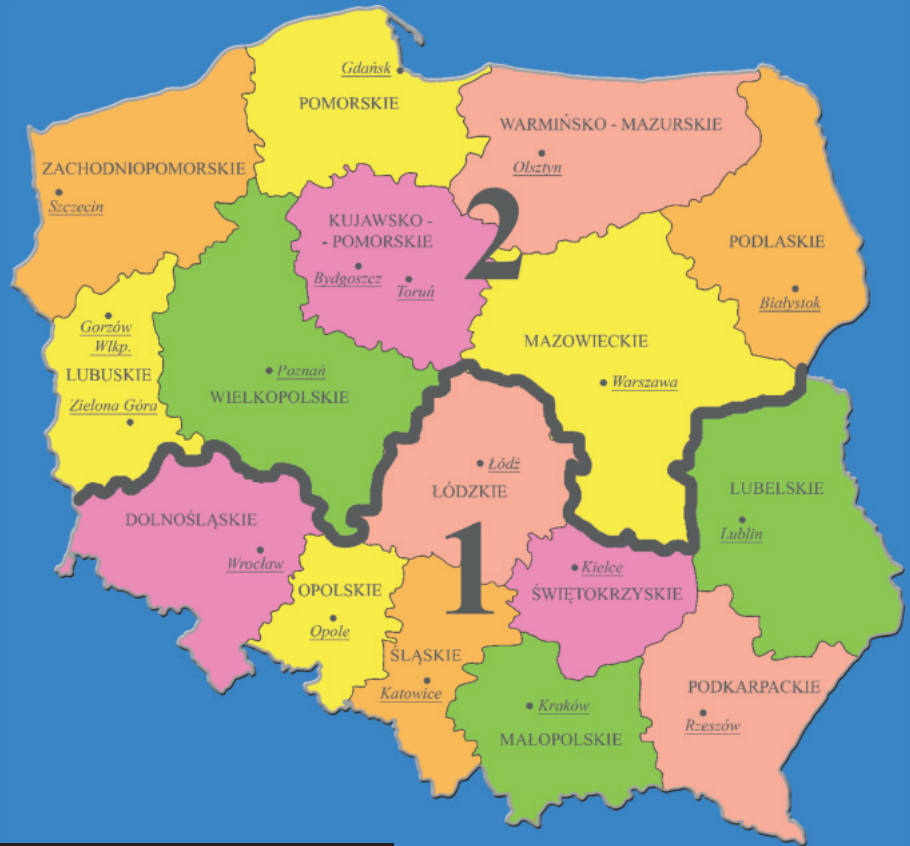 Gdańsk
POMORSKIE
WARMIŃSKO - MAZURSKIE
Olsztyn
ZACHODNIOPOMORSKIE
Szczecin
KUJAWSKO -
- POMORSKIE
Bydgoszcz
Toruń
2
PODLASKIE
Białystok
Gorzów
Wlkp.
LUBUSKIE
Zielona Góra
Poznań
WIELKOPOLSKIE
MAZOWIECKIE
Warszawa
Łódź
ŁÓDZKIE
LUBELSKIE
Lublin
DOLNOŚLĄSKIE
Wrocław
1
OPOLSKIE
Opole
Kielce
ŚWIĘTOKRZYSKIE
ŚLĄSKIE
Katowice
Kraków
MAŁOPOLSKIE
PODKARPACKIE
Rzeszów